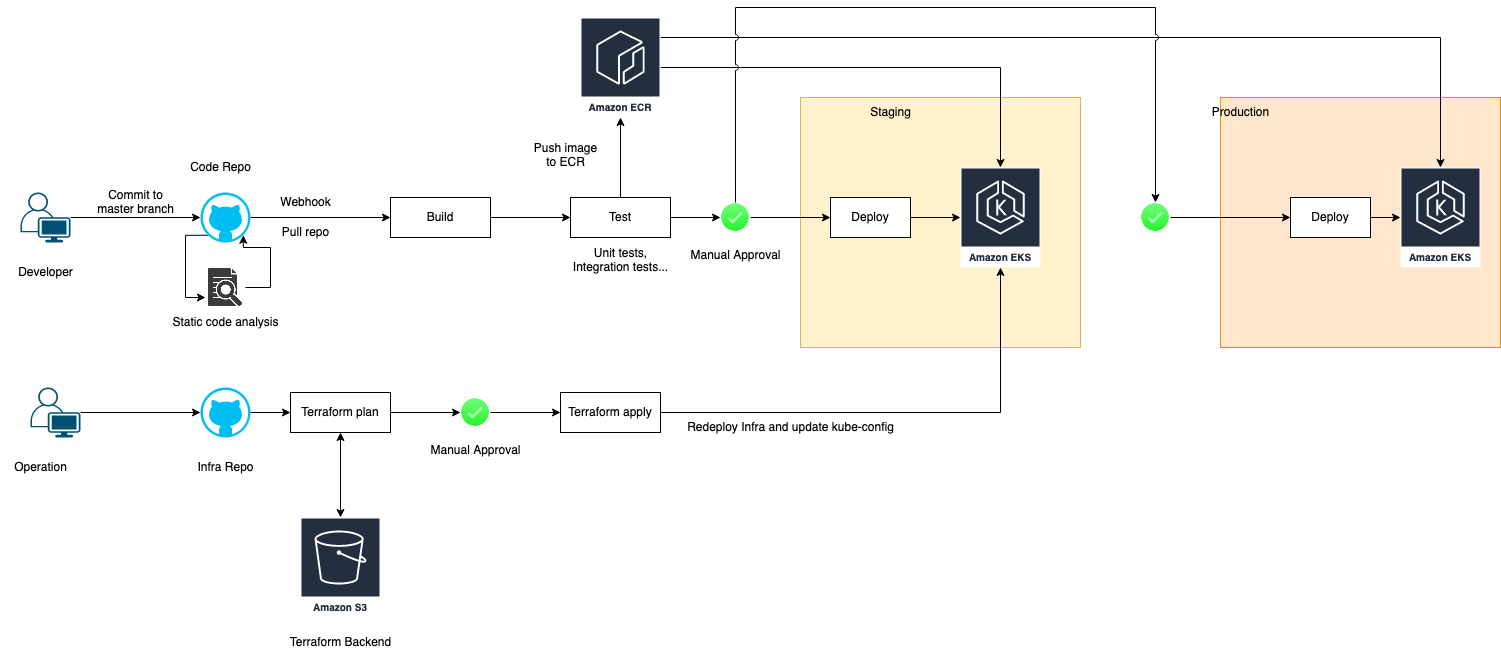 Amazon ECR
Staging
Production
Push image
to ECR
Code Repo
Commit to
master branch
Webhook
Pull repo
Build
Test
Deploy
Deploy
Unit tests,
Integration tests...
Manual Approval
Amazon EKS
Amazon EKS
Developer
Static code analysis
Terraform plan
Terraform apply
Redeploy Infra and update kube-config
Manual Approval
Operation
Infra Repo
Amazon S3
Terraform Backend